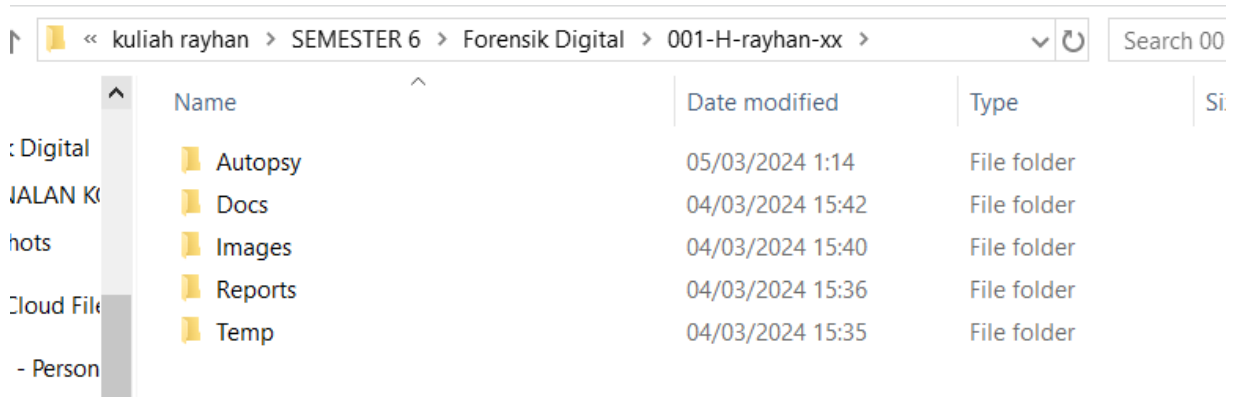 « kuliah rayhan > SEMESTER 6 > Forensik Digital > 001-H-rayhan-xx >
Search 00
Name Date modified Type Si
Digital
Autopsy 05/03/2024 1:14 File folder
NALAN
Docs 04/03/2024 15:42 File folder
hots
Images 04/03/2024 15:40 File folder
Reports 04/03/2024 15:36 File folder
Cloud File
Temp 04/03/2024 15:35 File folder
- Person